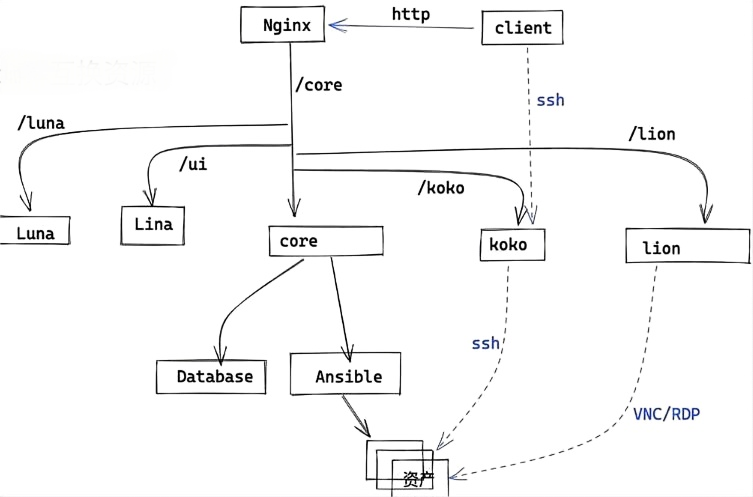 Nginx
http
client
/core
ssh
/luna
/lion
/ui
/koko
Luna
Lina
core
koko
lion
ssh
Database
Ansible
VNC/RDP
资产